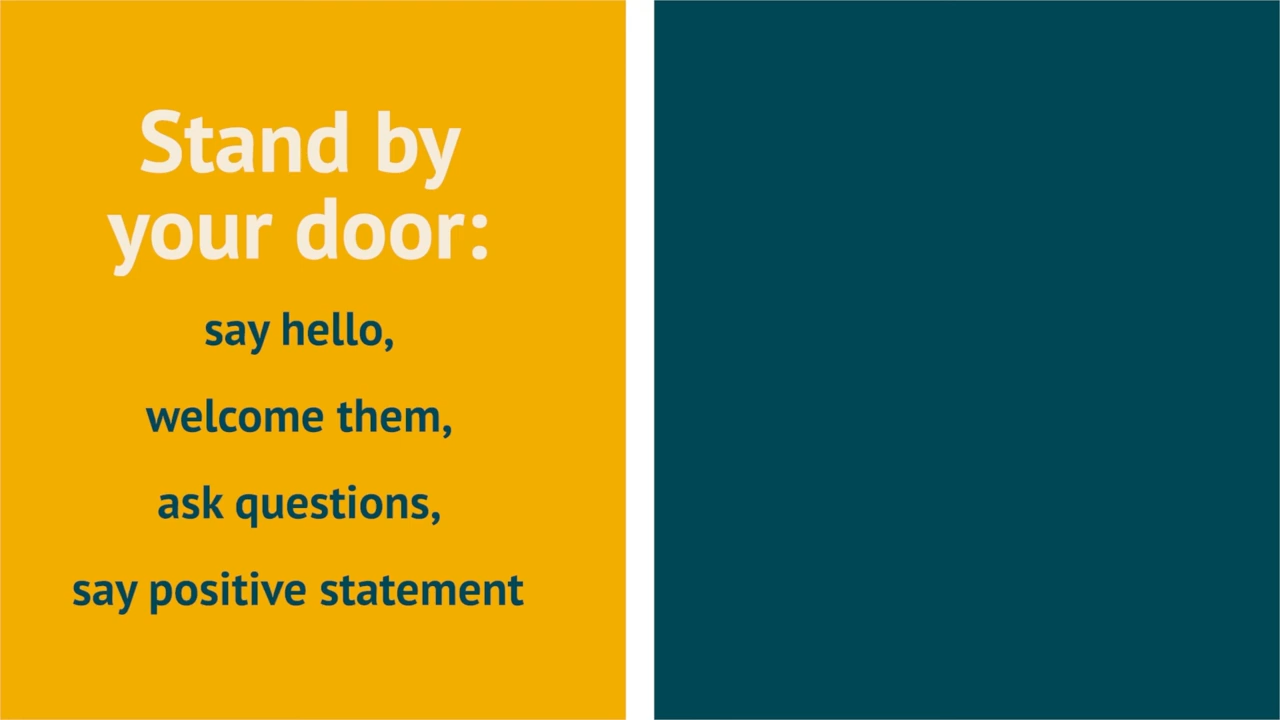 Stand by
your door:
say hello,
welcome them,
ask questions,
say positive statement